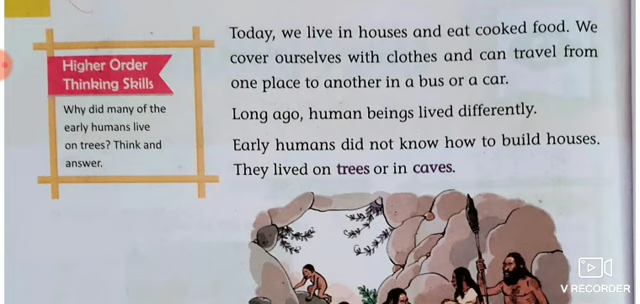 Higher Order
Thinking Skills
Why did many of the
early humans live
on trees? Think and
answer.
Today, we live in houses and eat cooked food. We
cover ourselves with clothes and can travel from
one place to another in a bus or a car.
Long ago, human beings lived differently.
Early humans did not know how to build houses.
They lived on trees or in caves.
V RECORDER